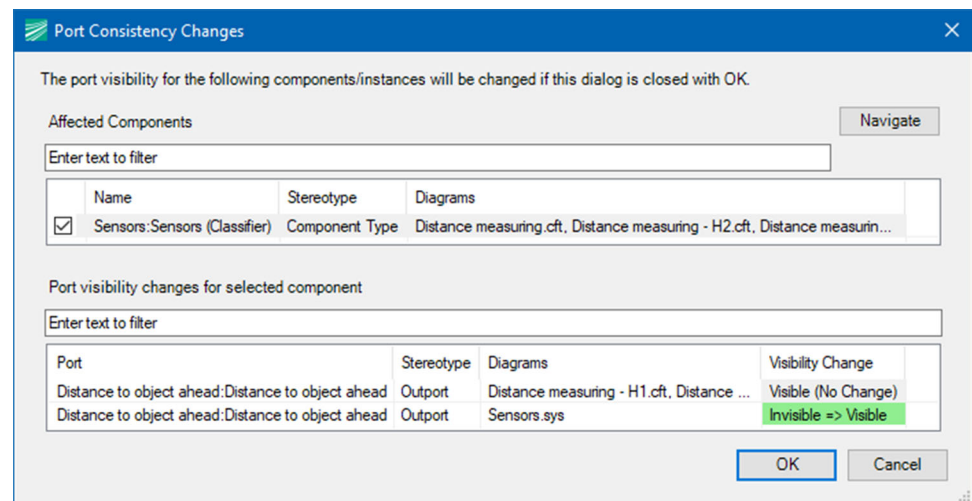 Port Consistency Changes
The port visibility for the following components/instances will be changed if this dialog is closed with OK.
Affected Components
Navigate
Enter text to filter
Name Stereotype Diagrams
Sensors:Sensors (Classifier) Component Type Distance measuring.cft, Distance measuring - H2.cft, Distance measurin...
Port visibility changes for selected component
Enter text to filter
Port Stereotype Diagrams Visibility Change
Distance to object ahead:Distance to object ahead Outport Distance measuring - H1.cft, Distance ... Visible (No Change)
Distance to object ahead:Distance to object ahead Outport Sensors.sys Invisible => Visible
OK Cancel